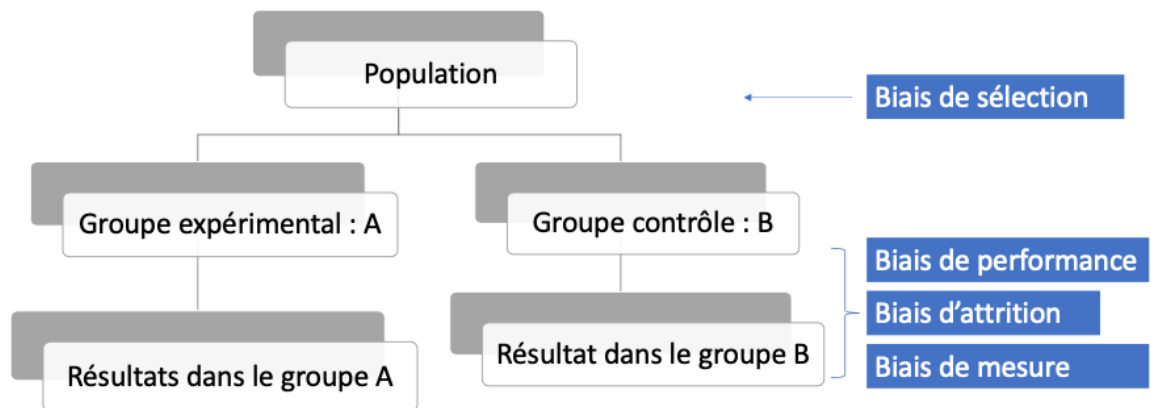 Population
Biais de sélection
Groupe expérimental : A
Groupe contrôle : B
Biais de performance
Biais d’attrition
Biais de mesure
Résultats dans le groupe A
Résultat dans le groupe B